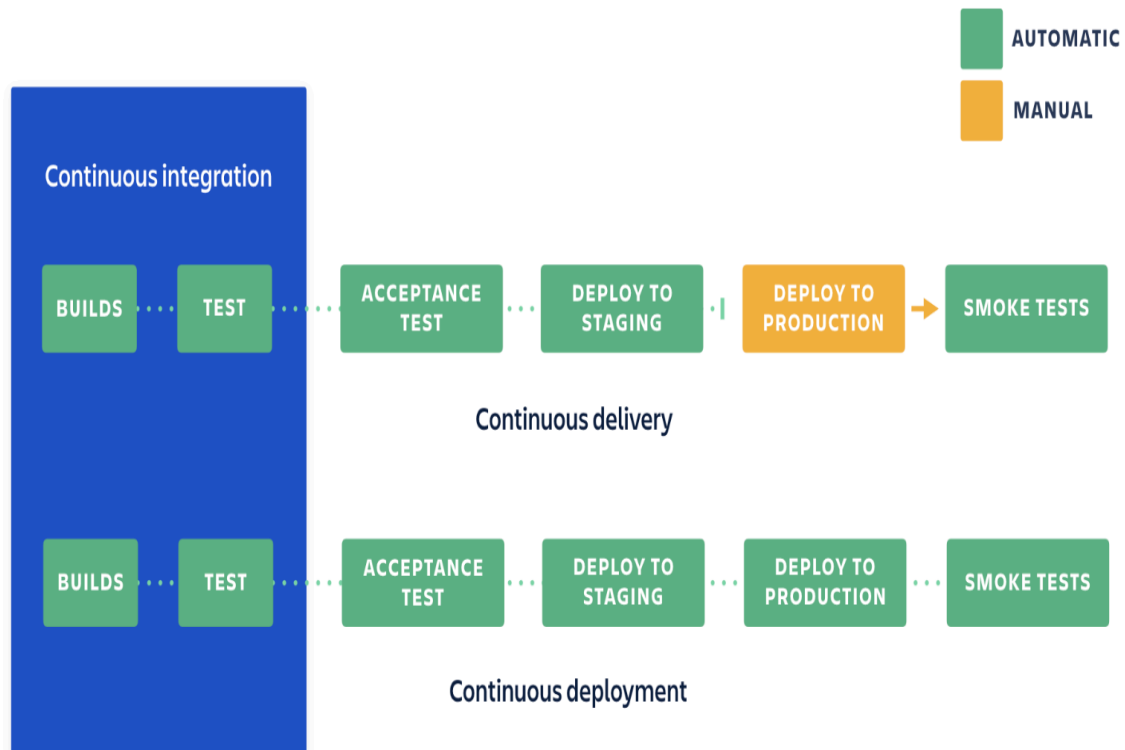 AUTOMATIC
MANUAL
Continuous integration
BUILDS
TEST
ACCEPTANCE
TEST
DEPLOY TO
STAGING
DEPLOY TO
PRODUCTION
SMOKE TESTS
Continuous delivery
BUILDS
TEST
ACCEPTANCE
TEST
DEPLOY TO
STAGING
DEPLOY TO
PRODUCTION
SMOKE TESTS
Continuous deployment